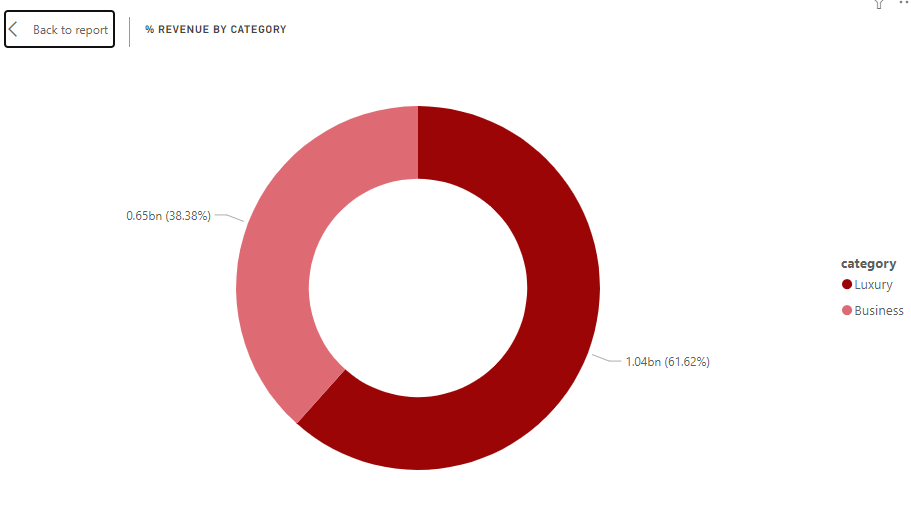 Back to report
% REVENUE BY CATEGORY
0.65bn (38.38%)
1.04bn (61.62%)
category
Luxury
Business